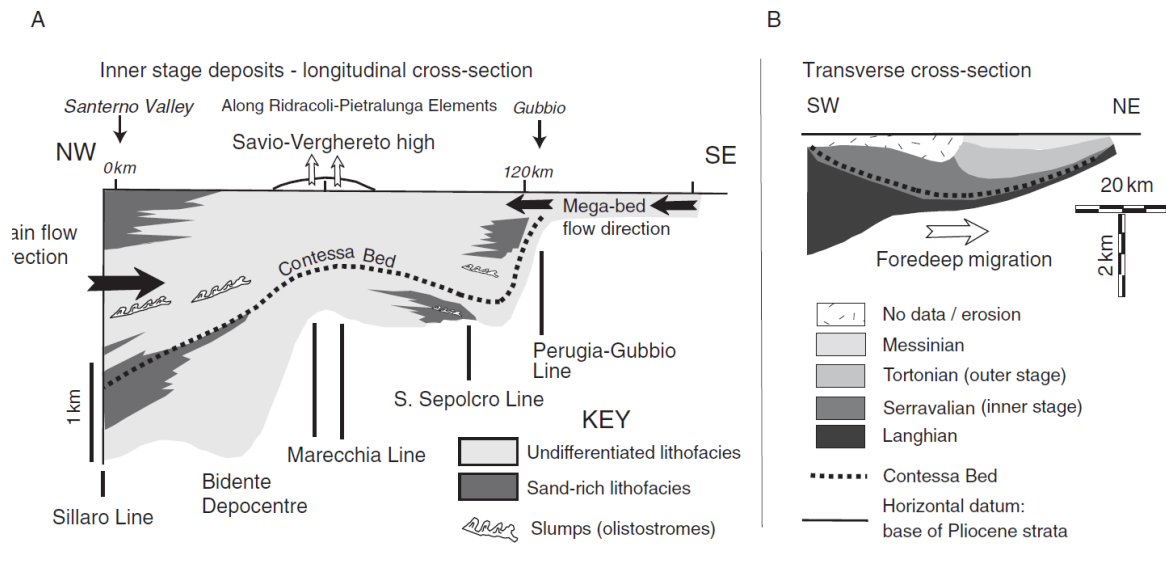 A
Inner stage deposits - longitudinal cross-section
Santerno Valley
Along Ridracoli-Pietralunga Elements
Gubbio
Savio-Verghereto high
NW
SE
0km
120km
Mega-bed
flow direction
ain flow
rection
Contessa Bed
1 km
Perugia-Gubbio
Line
S. Sepolcro Line
Marecchia Line
Bidente
Depocentre
Sillaro Line
KEY
Undifferentiated lithofacies
Sand-rich lithofacies
Slumps (olistostromes)
B
Transverse cross-section
SW
NE
20 km
2 km
Foredeep migration
No data / erosion
Messinian
Tortonian (outer stage)
Serravalian (inner stage)
Langhian
Contessa Bed
Horizontal datum:
base of Pliocene strata